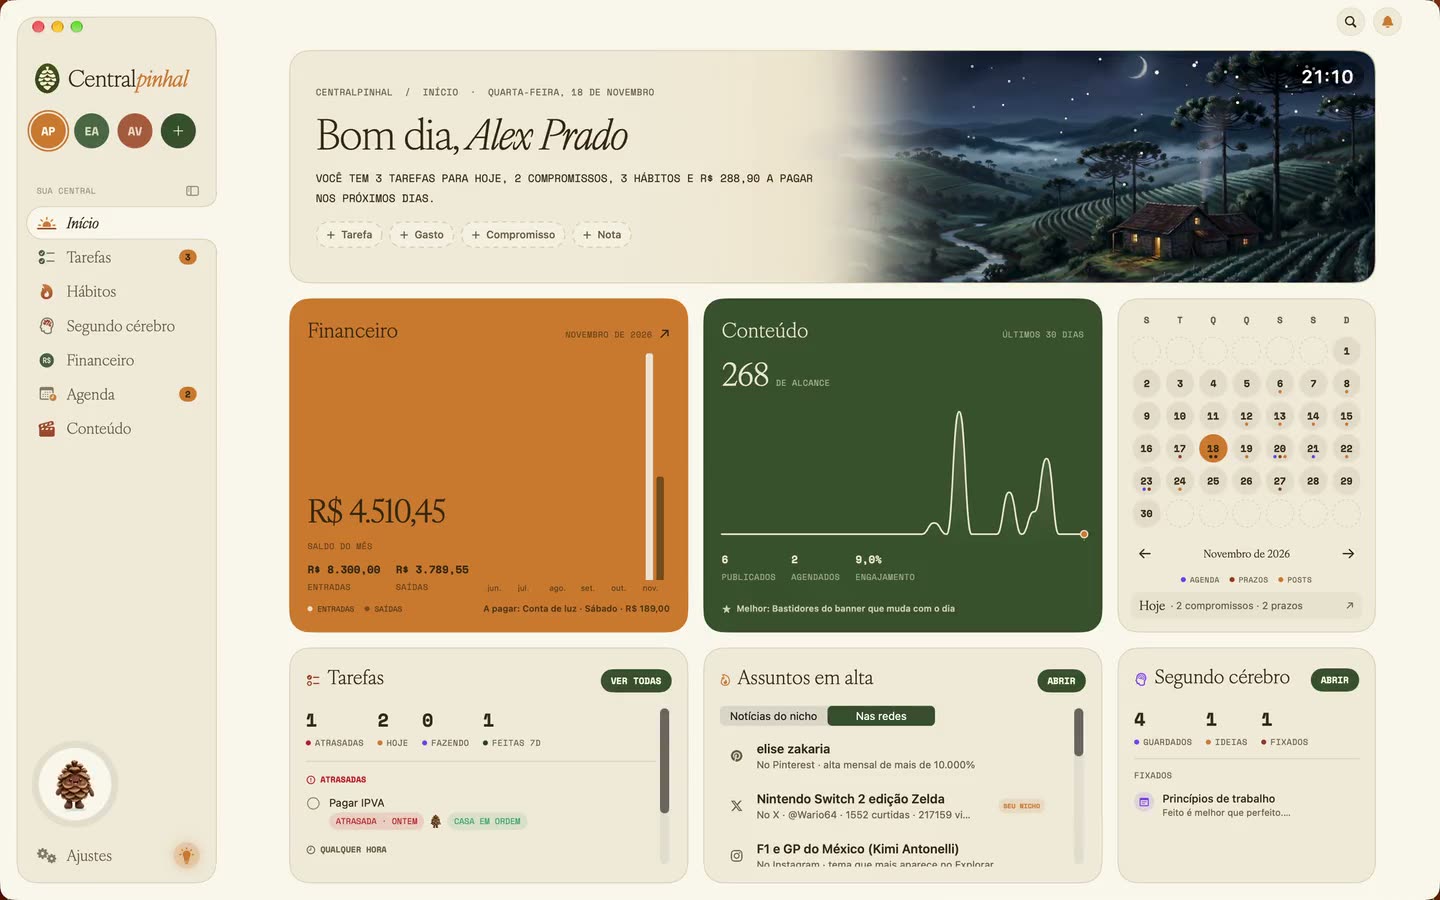 Centralpinhal
AP EA AV +
SUA CENTRAL
Início
Tarefas 3
Hábitos
Segundo cérebro
R$ Financeiro
Agenda 2
Conteúdo
Ajustes
CENTRALPINHAL / INÍCIO · QUARTA-FEIRA, 18 DE NOVEMBRO
21:10
Bom dia, Alex Prado
VOCÊ TEM 3 TAREFAS PARA HOJE, 2 COMPROMISSOS, 3 HÁBITOS E R$ 288,90 A PAGAR
NOS PRÓXIMOS DIAS.
+ Tarefa + Gasto + Compromisso + Nota
Financeiro NOVEMBRO DE 2026
R$ 4.510,45
SALDO DO MÊS
R$ 8.300,00 R$ 3.789,55
ENTRADAS SAÍDAS
jun. jul. ago. set. out. nov.
ENTRADAS SAÍDAS A pagar: Conta de luz · Sábado · R$ 189,00
Conteúdo ÚLTIMOS 30 DIAS
268 DE ALCANCE
6 2 9,0%
PUBLICADOS AGENDADOS ENGAJAMENTO
Melhor: Bastidores do banner que muda com o dia
S T Q Q S S D
1
2 3 4 5 6 7 8
9 10 11 12 13 14 15
16 17 18 19 20 21 22
23 24 25 26 27 28 29
30
Novembro de 2026
AGENDA PRAZOS POSTS
Hoje · 2 compromissos · 2 prazos
Tarefas VER TODAS
1 2 0 1
ATRASADAS HOJE FAZENDO FEITAS 7D
ATRASADAS
Pagar IPVA
ATRASADA · ONTEM CASA EM ORDEM
QUALQUER HORA
Assuntos em alta ABRIR
Notícias do nicho Nas redes
elise zakaria
No Pinterest · alta mensal de mais de 10.000%
Nintendo Switch 2 edição Zelda
No X · @Wario64 · 1552 curtidas · 217159 vi...
SEU NICHO
F1 e GP do México (Kimi Antonelli)
No Instagram · tema que mais aparece no Explorar
Segundo cérebro ABRIR
4 1 1
GUARDADOS IDEIAS FIXADOS
FIXADOS
Princípios de trabalho
Feito é melhor que perfeito....